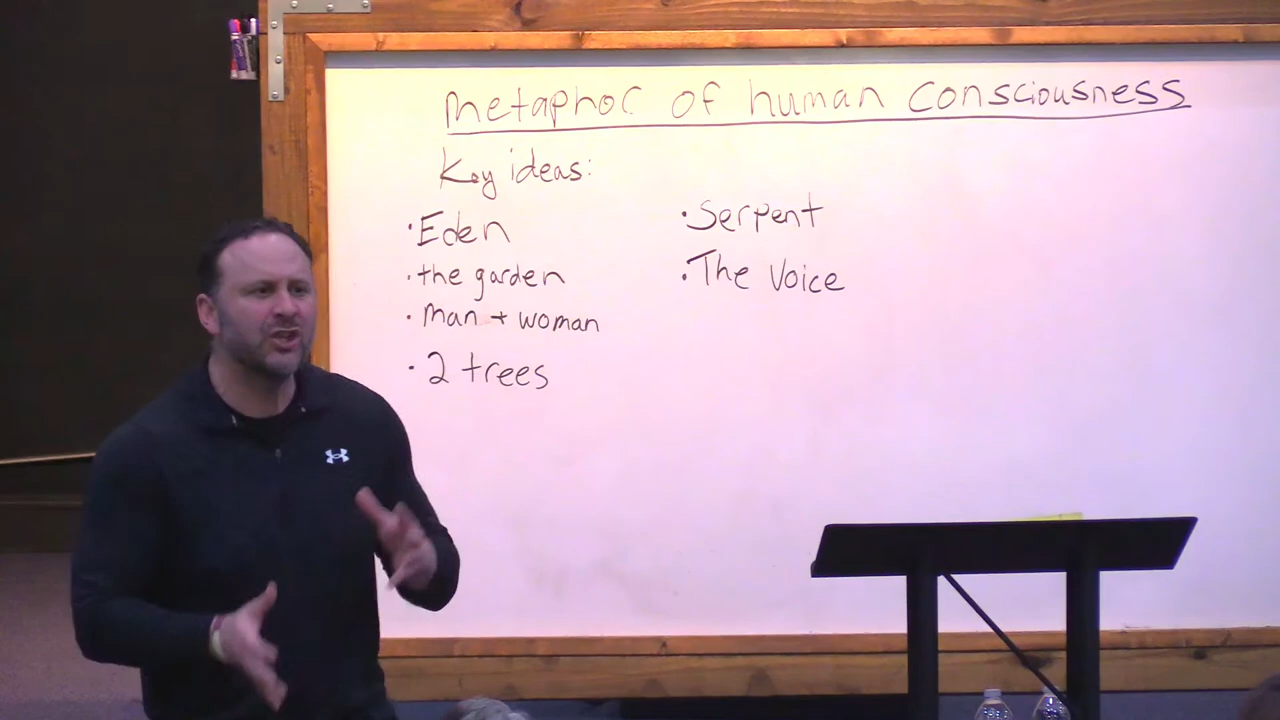 metaphor of human consciousness
Key ideas:
• Eden
• the garden
• man + woman
• 2 trees
• Serpent
• The Voice